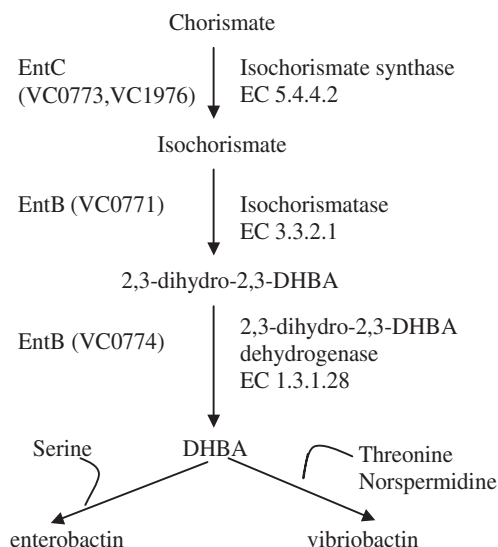 Chorismate
EntC
(VC0773,VC1976)
Isochorismate synthase
EC 5.4.4.2
Isochorismate
EntB (VC0771)
Isochorismatase
EC 3.3.2.1
2,3-dihydro-2,3-DHBA
EntB (VC0774)
2,3-dihydro-2,3-DHBA
dehydrogenase
EC 1.3.1.28
Serine
DHBA
Threonine
Norspermidine
enterobactin
vibriobactin